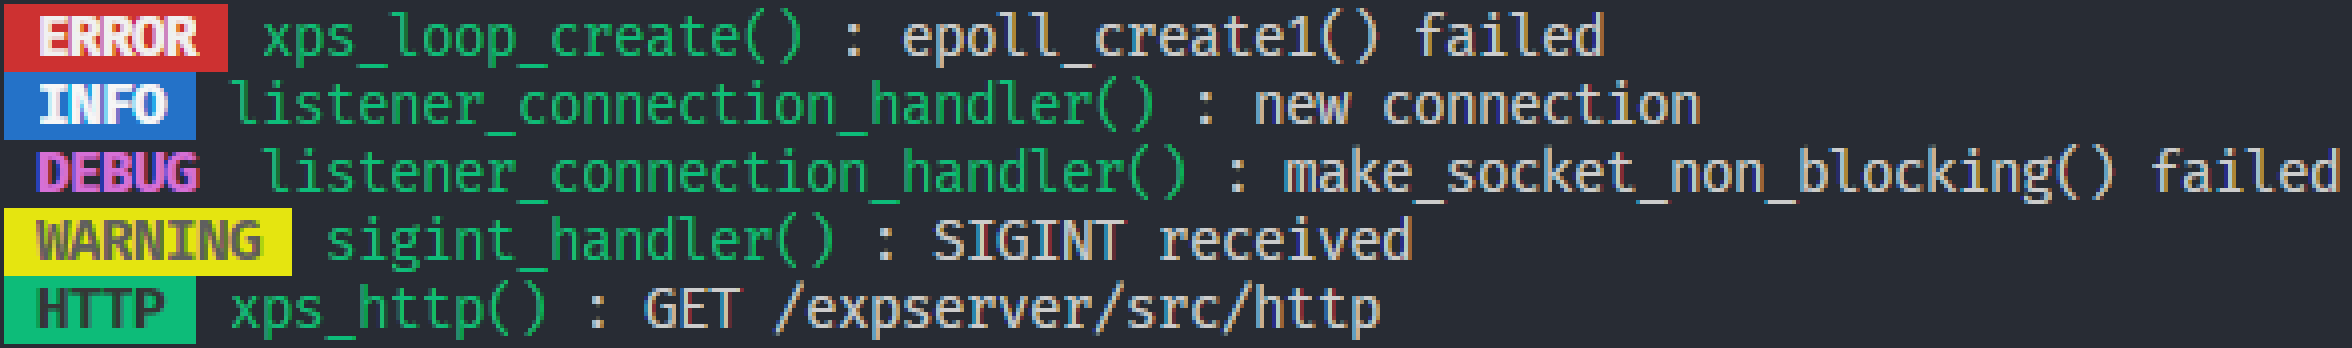 ERROR xps_loop_create() : epoll_create1() failed
INFO listener_connection_handler() : new connection
DEBUG listener_connection_handler() : make_socket_non_blocking() failed
WARNING sigint_handler() : SIGINT received
HTTP xps_http() : GET /expserver/src/http